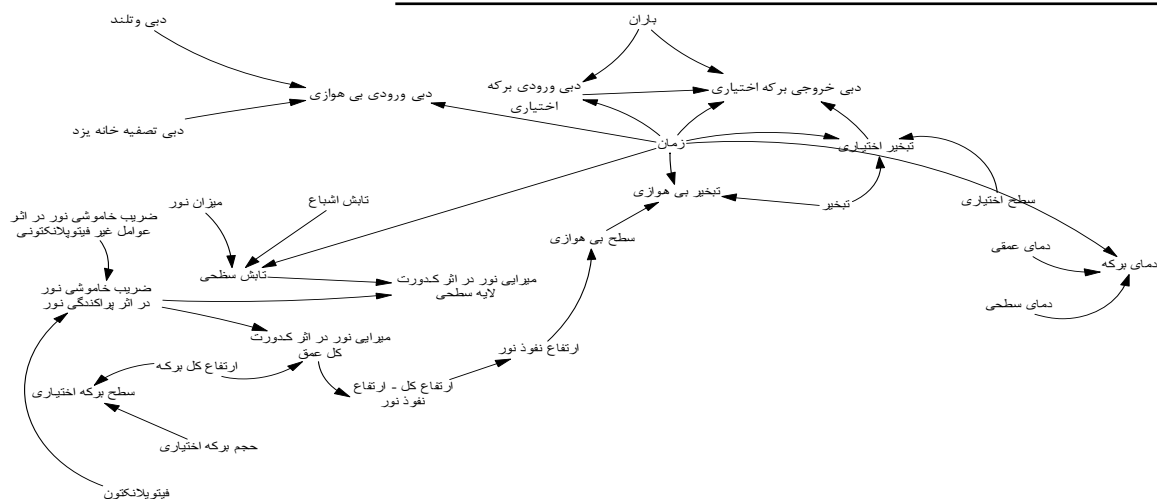 دبی وتلند
باران
دبی ورودی بی هوازی
دبی ورودی برکه
اختیاری
دبی خروجی برکه اختیاری
دبی تصفیه خانه یزد
زمان
تبخیر اختیاری
تبخیر بی هوازی
تبخیر
سطح اختیاری
ضریب خاموشی نور در اثر
عوامل غیر فیتوپلانکتونی
میزان نور
تابش اشباع
سطح بی هوازی
دمای عمقی
دمای برکه
تابش سطحی
ضریب خاموشی نور
در اثر پراکندگی نور
میرایی نور در اثر کدورت
لایه سطحی
دمای سطحی
میرایی نور در اثر کدورت
کل عمق
ارتفاع نفوذ نور
ارتفاع کل برکه
سطح برکه اختیاری
ارتفاع کل - ارتفاع
نفوذ نور
حجم برکه اختیاری
فیتوپلانکتون